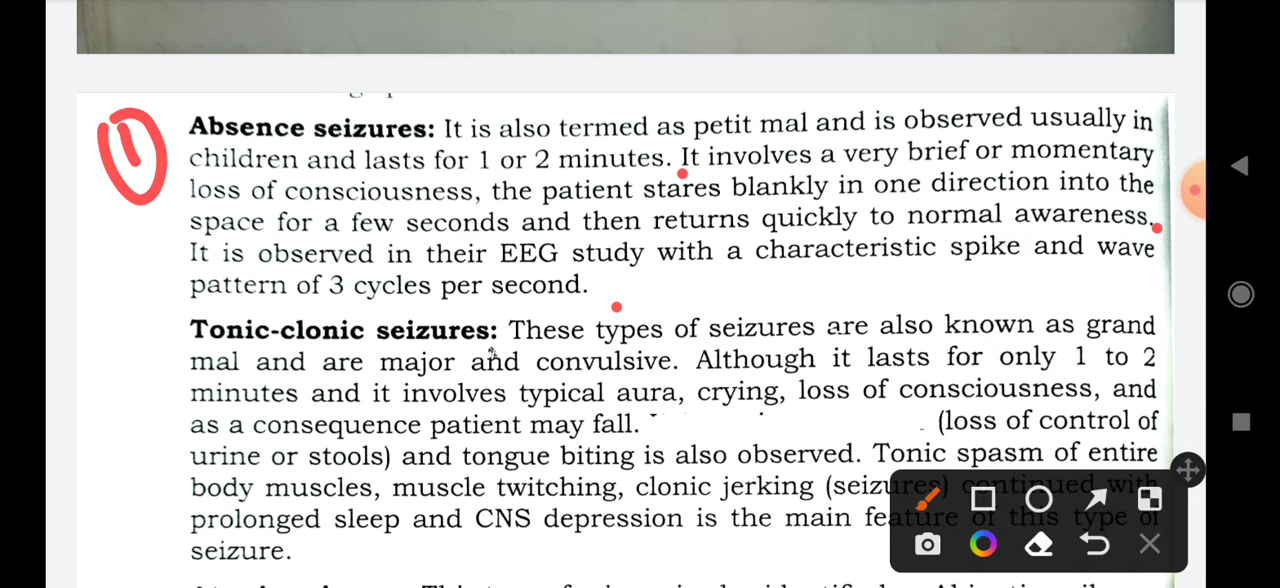 Absence seizures: It is also termed as petit mal and is observed usually in
children and lasts for 1 or 2 minutes. It involves a very brief or momentary
loss of consciousness, the patient stares blankly in one direction into the
space for a few seconds and then returns quickly to normal awareness.
It is observed in their EEG study with a characteristic spike and wave
pattern of 3 cycles per second.
Tonic-clonic seizures: These types of seizures are also known as grand
mal and are major and convulsive. Although it lasts for only 1 to 2
minutes and it involves typical aura, crying, loss of consciousness, and
as a consequence patient may fall. (loss of control of
urine or stools) and tongue biting is also observed. Tonic spasm of entire
body muscles, muscle twitching, clonic jerking (seizures) continued with
prolonged sleep and CNS depression is the main feature of this type of
seizure.